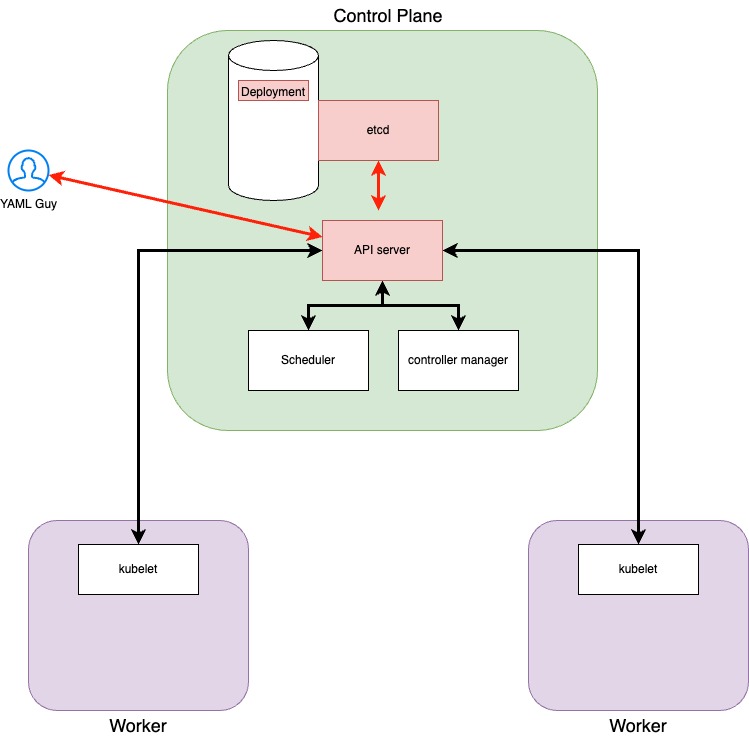 Control Plane
Deployment
etcd
YAML Guy
API server
Scheduler
controller manager
kubelet
kubelet
Worker
Worker